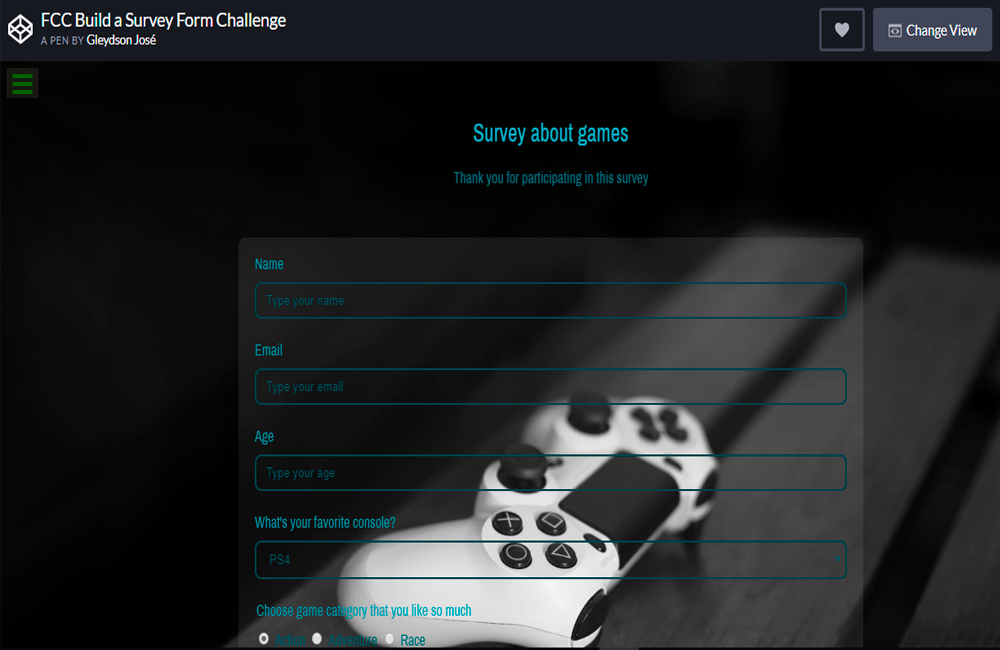 FCC Build a Survey Form Challenge
A PEN BY Gleydson José
Change View
Survey about games
Thank you for participating in this survey
Name
Type your name
Email
Type your email
Age
Type your age
What's your favorite console?
PS4
Choose game category that you like so much
Action Adventure Race